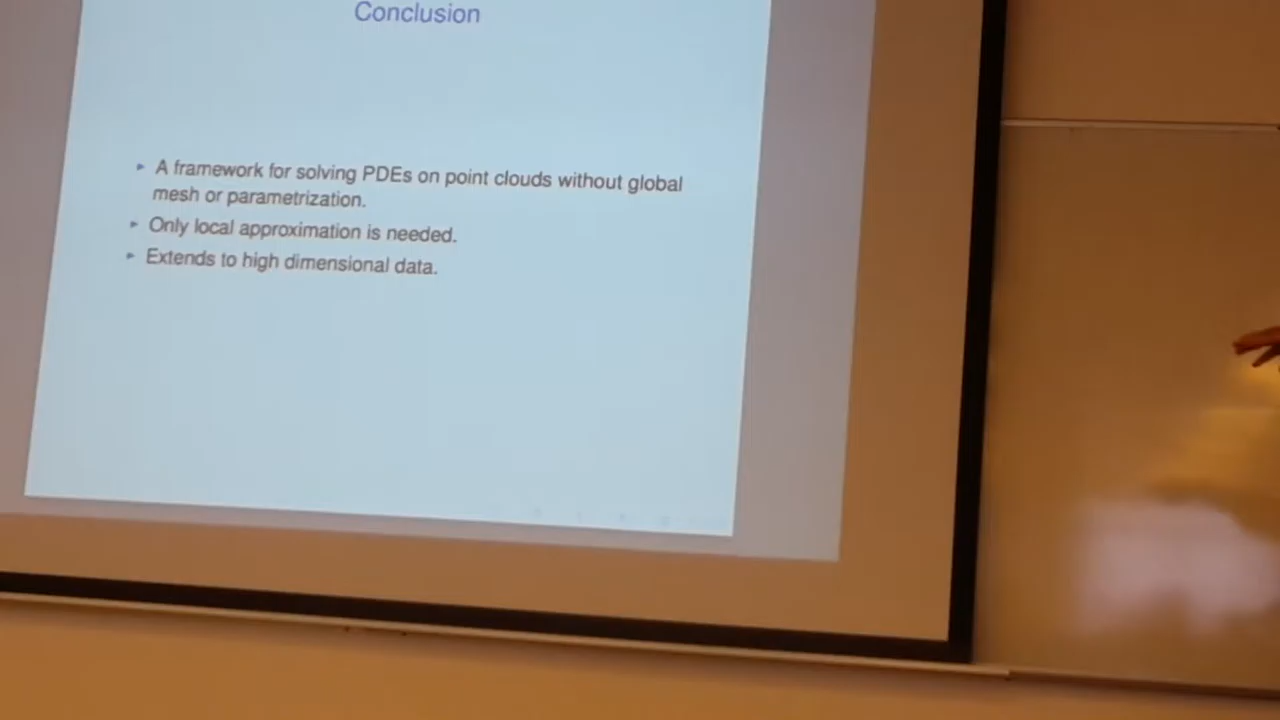 Conclusion
▸ A framework for solving PDEs on point clouds without global
mesh or parametrization.
▸ Only local approximation is needed.
▸ Extends to high dimensional data.